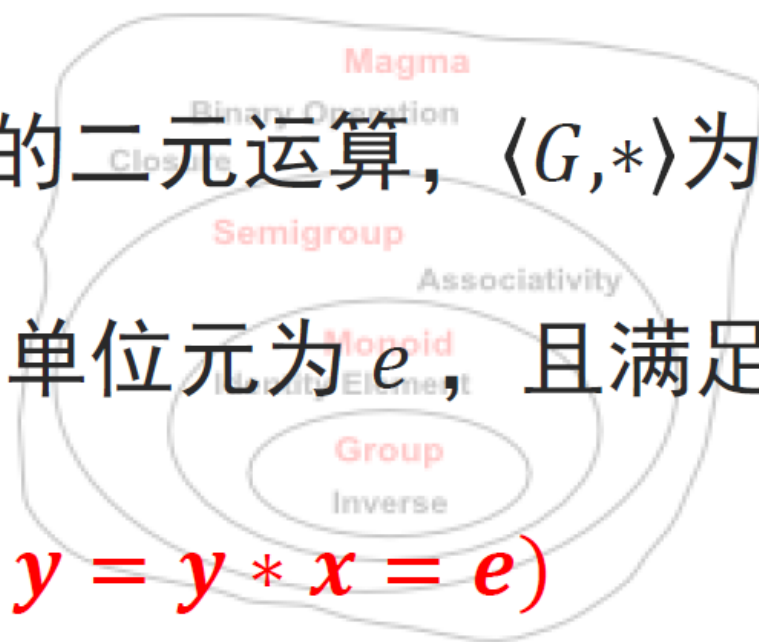 Magma
Binary Operation
的二元运算，⟨G,∗⟩为
Closure
Semigroup
Associativity
单位元为 e ，且满足
Monoid
Identity Element
Group
Inverse
y = y ∗ x = e)